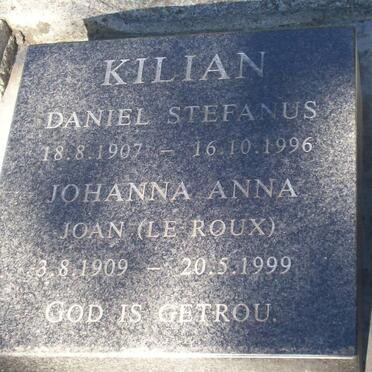 KILIAN
DANIEL STEFANUS
18.8.1907 – 16.10.1996
JOHANNA ANNA
JOAN (LE ROUX)
3.8.1909 – 20.5.1999
GOD IS GETROU.